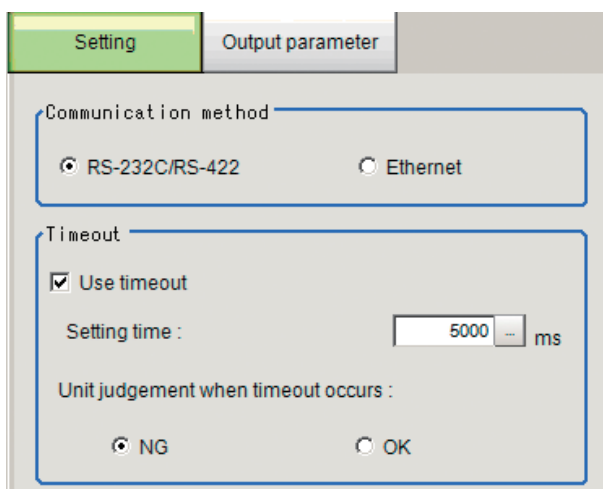 Setting Output parameter
Communication method
RS-232C/RS-422 Ethernet
Timeout
Use timeout
Setting time : 5000 ... ms
Unit judgement when timeout occurs :
NG OK